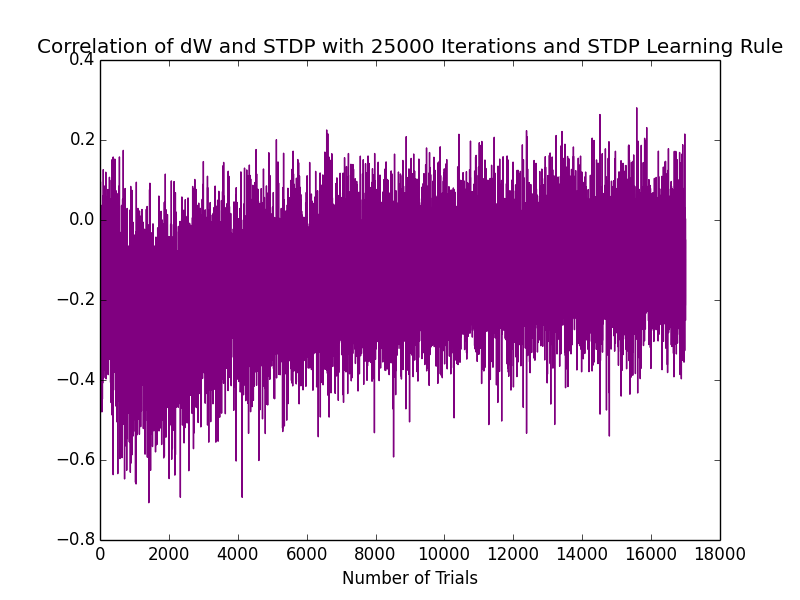 Correlation of dW and STDP with 25000 Iterations and STDP Learning Rule
0.4
0.2
0.0
−0.2
−0.4
−0.6
−0.8
0 2000 4000 6000 8000 10000 12000 14000 16000 18000
Number of Trials